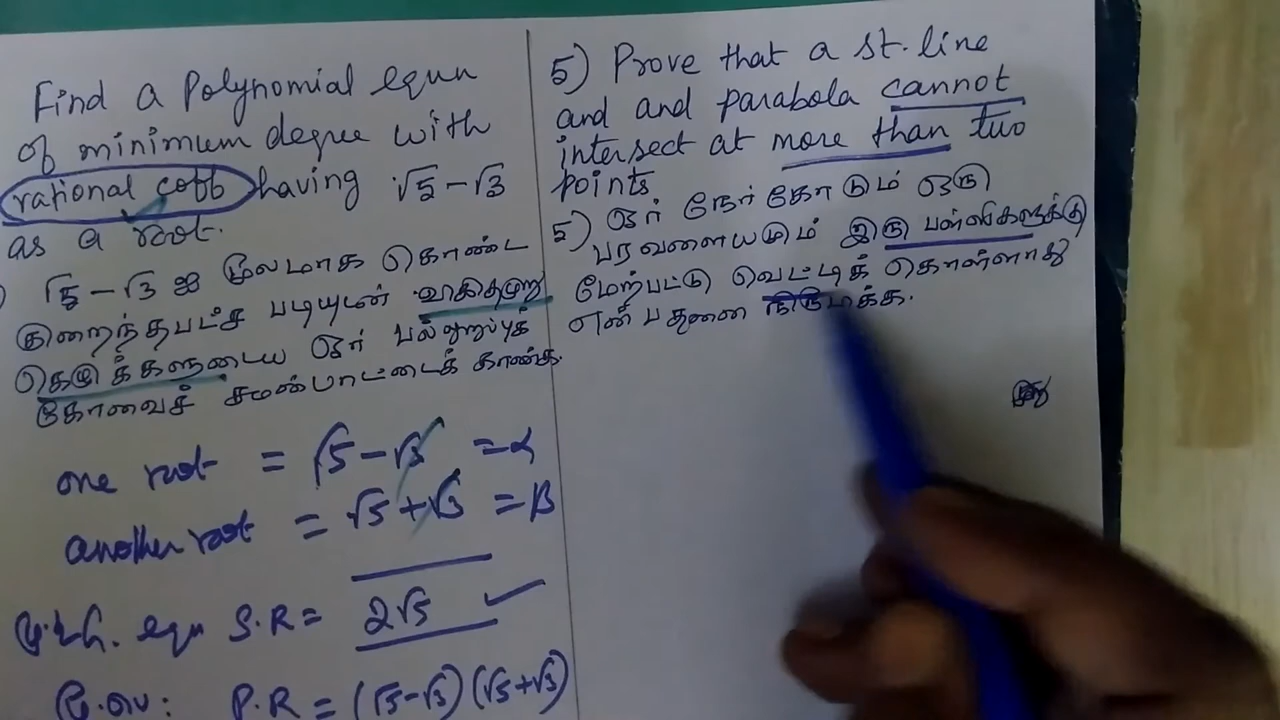 Find a Polynomial equn
of minimum degree with
rational coff having √5 - √3
as a root.
) √5 - √3 ஐ மூலமாக கொண்ட
குறைந்தபட்ச படியுடன் விகிதமுறு
கெழுக்களுடைய ஓர் பல்லுறுப்புக்
கோவைச் சமன்பாட்டைக் காண்க.
one root = √5 - √3 = α
another root = √5 + √3 = β
equn S.R = 2√5 ✓
P.R = (√5-√3)(√5+√3)
5) Prove that a st. line
and and parabola cannot
intersect at more than two
points
5) ஓர் நேர்கோடும் ஒரு
பரவளையமும் இரு புள்ளிகளுக்கு
மேற்பட்டு வெட்டிக் கொள்ளாது
என்பதனை நிரூபிக்க.